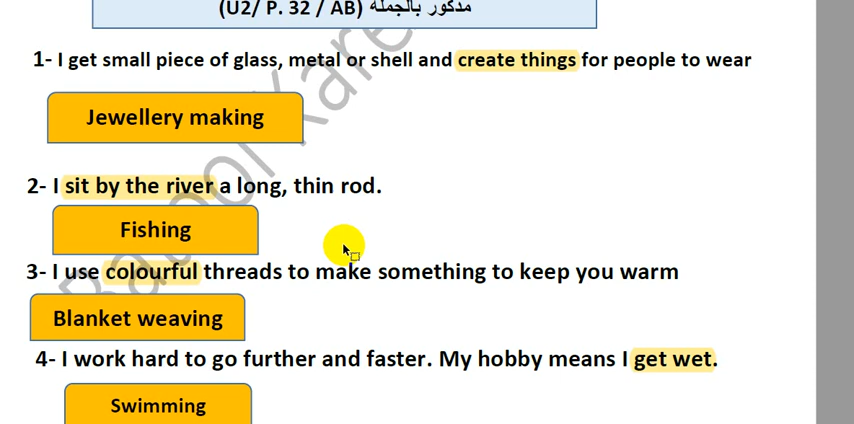 (U2/ P. 32 / AB) مذكور بالجملة
1- I get small piece of glass, metal or shell and create things for people to wear
Jewellery making
2- I sit by the river a long, thin rod.
Fishing
3- I use colourful threads to make something to keep you warm
Blanket weaving
4- I work hard to go further and faster. My hobby means I get wet.
Swimming